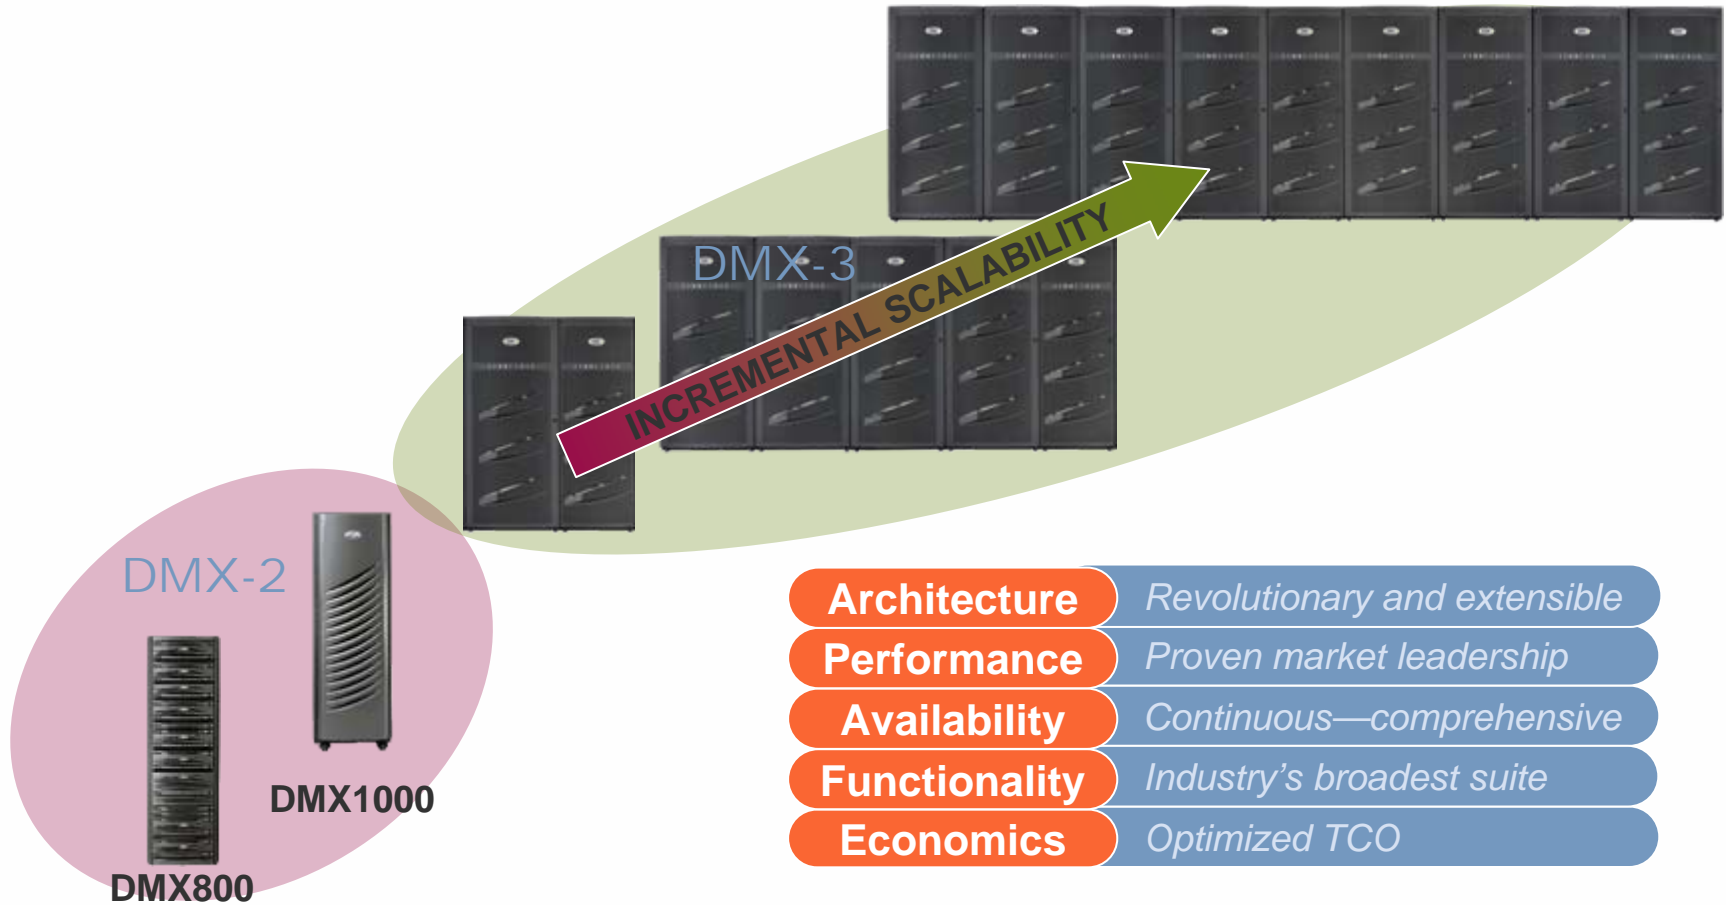 DMX-3
INCREMENTAL SCALABILITY
DMX-2
DMX1000
DMX800
Architecture Revolutionary and extensible
Performance Proven market leadership
Availability Continuous—comprehensive
Functionality Industry’s broadest suite
Economics Optimized TCO